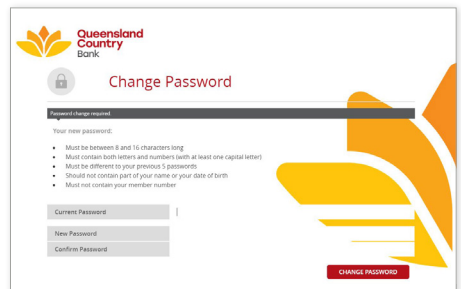 Queensland
Country
Bank
Change Password
Password change required
Your new password:
• Must be between 8 and 16 characters long
• Must contain both letters and numbers (with at least one capital letter)
• Must be different to your previous 5 passwords
• Should not contain part of your name or your date of birth
• Must not contain your member number
Current Password
New Password
Confirm Password
CHANGE PASSWORD